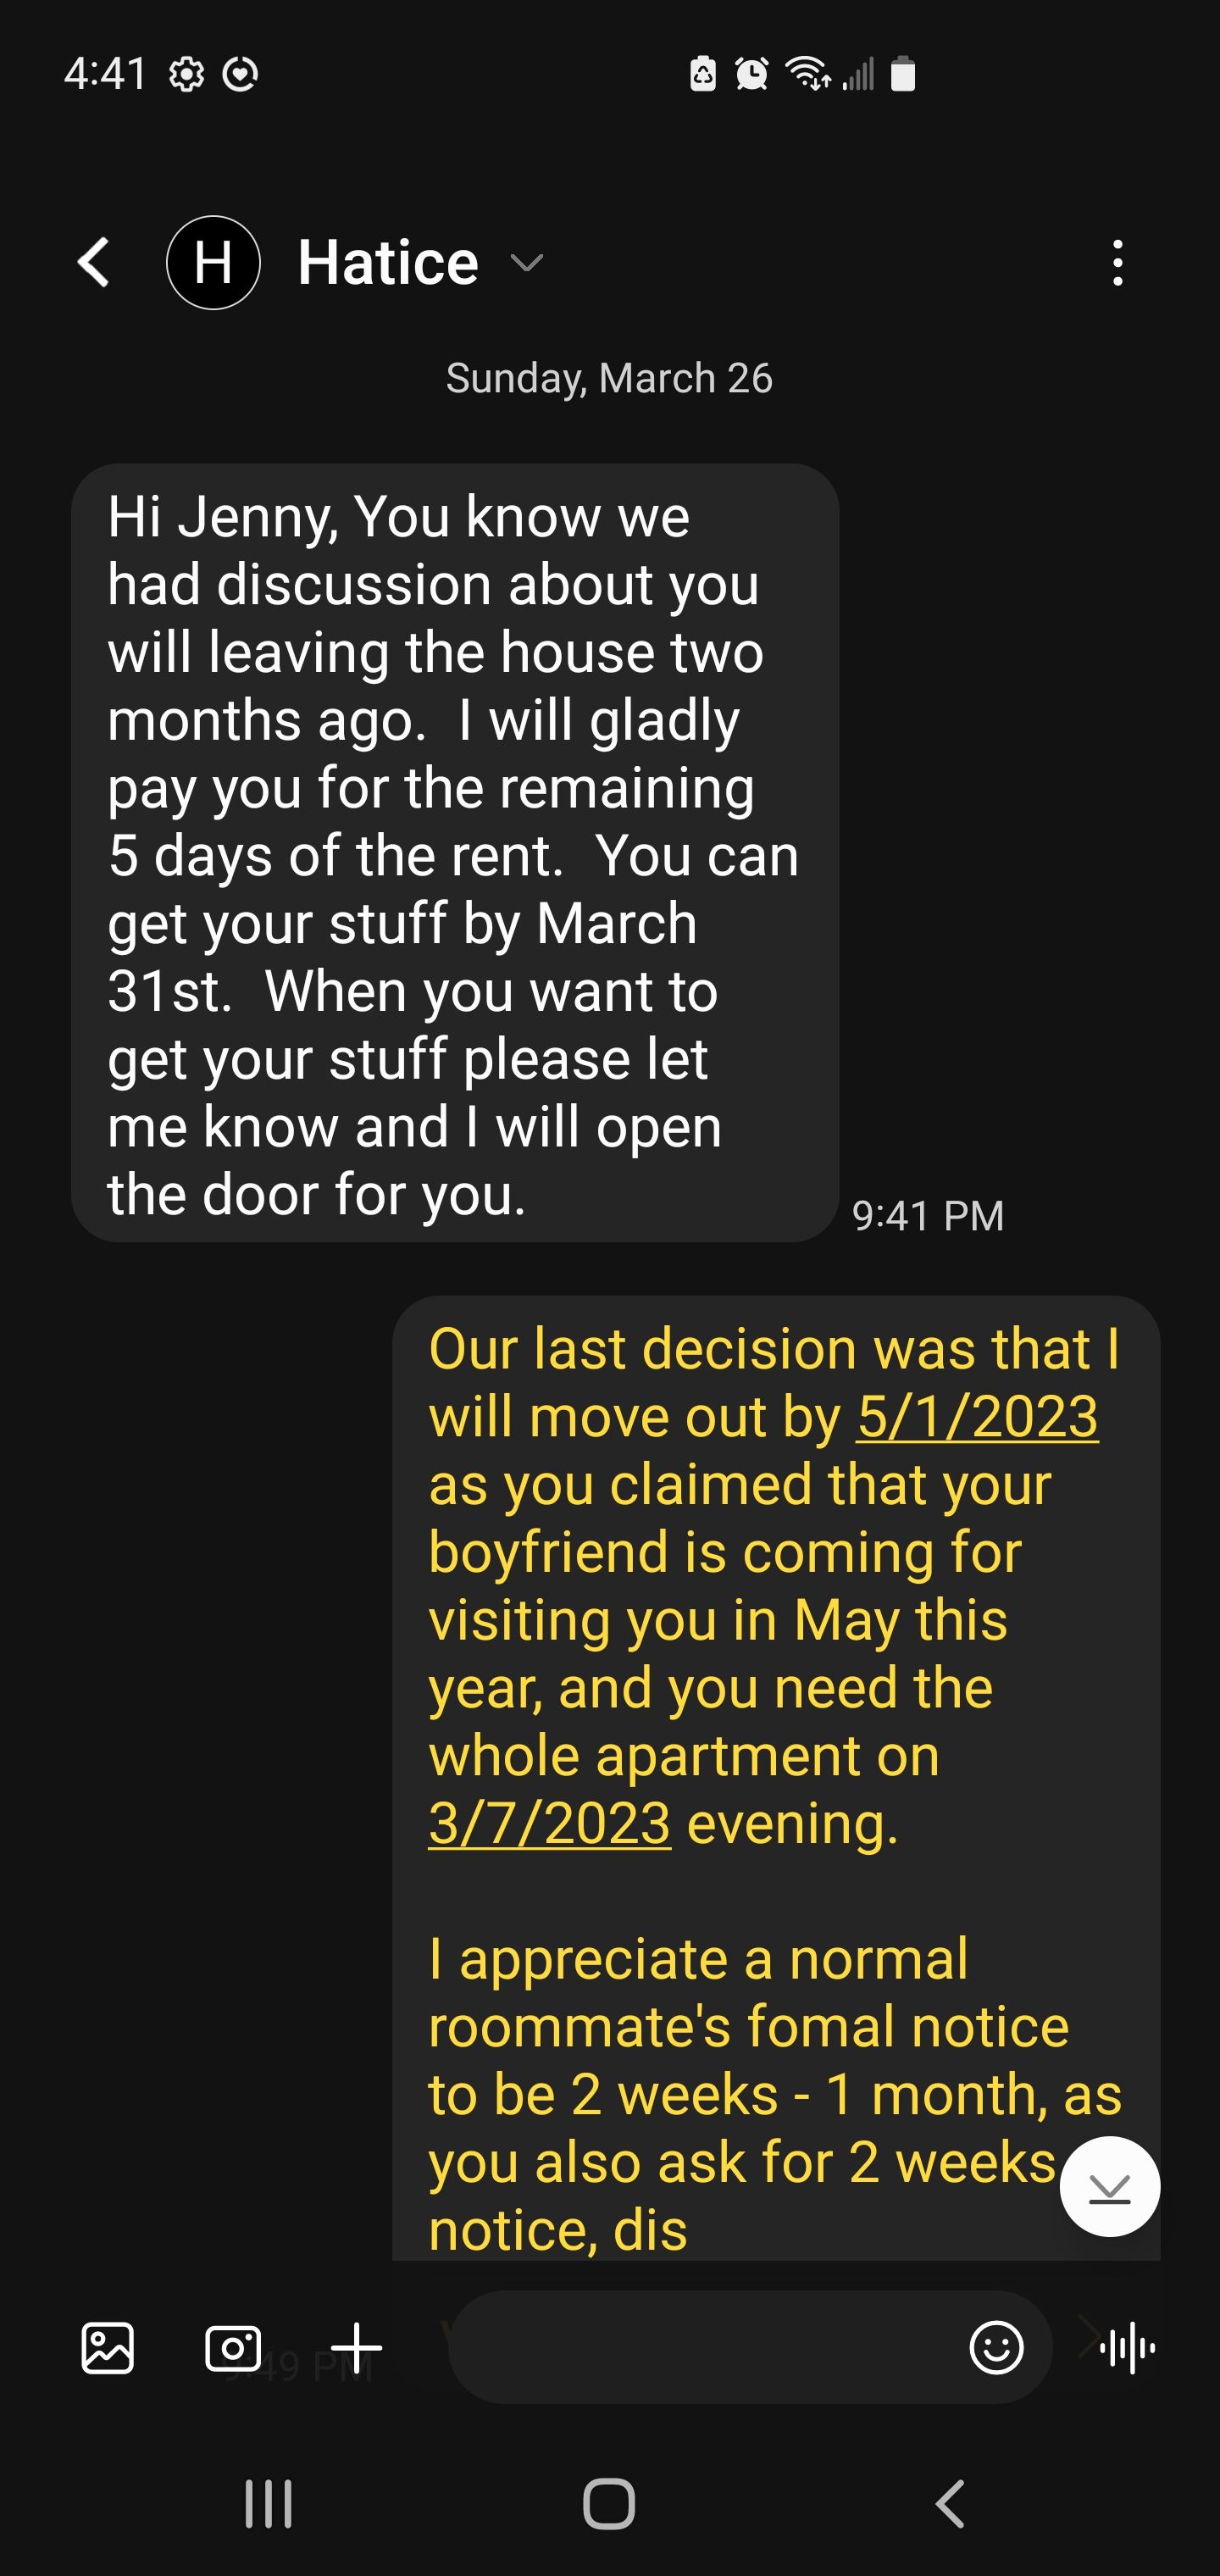 4:41
H Hatice
Sunday, March 26
Hi Jenny, You know we
had discussion about you
will leaving the house two
months ago.  I will gladly
pay you for the remaining
5 days of the rent.  You can
get your stuff by March
31st.  When you want to
get your stuff please let
me know and I will open
the door for you.
9:41 PM
Our last decision was that I
will move out by 5/1/2023
as you claimed that your
boyfriend is coming for
visiting you in May this
year, and you need the
whole apartment on
3/7/2023 evening.
I appreciate a normal
roommate's fomal notice
to be 2 weeks - 1 month, as
you also ask for 2 weeks
notice, dis
:49 PM